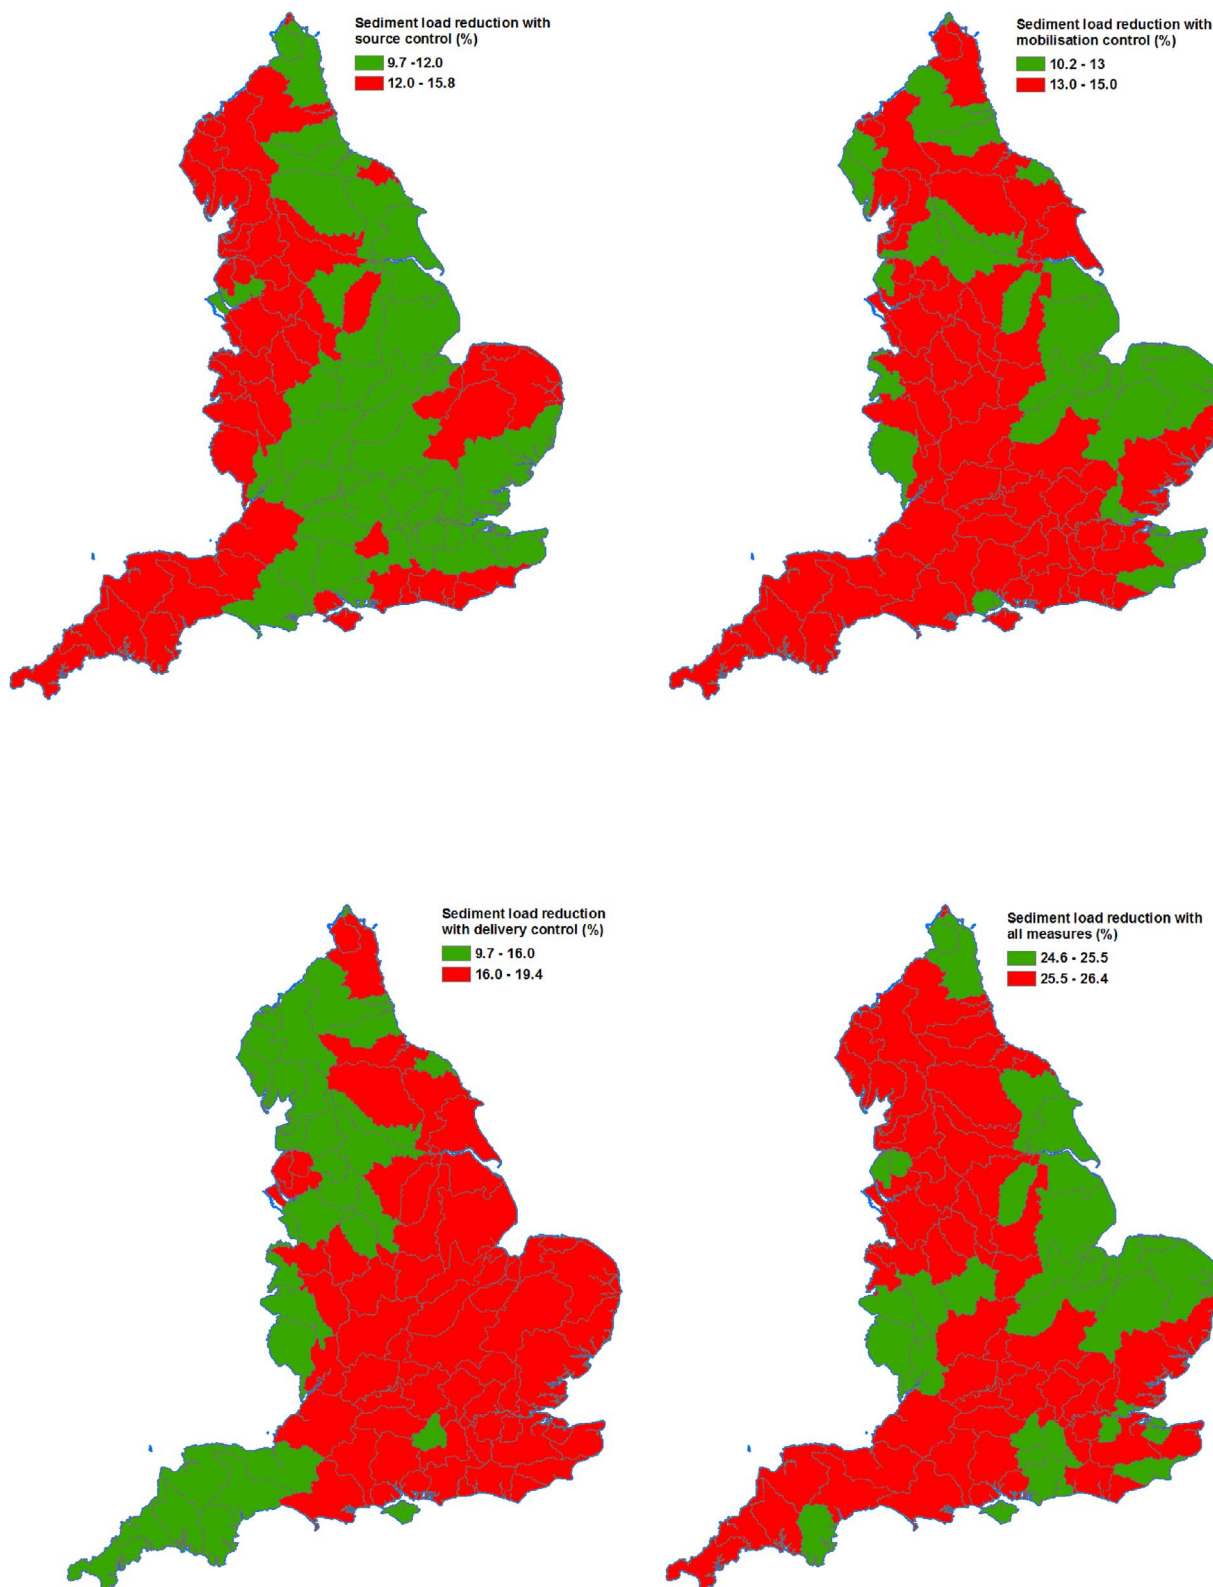 Sediment load reduction with
source control (%)
9.7 -12.0
12.0 - 15.8
Sediment load reduction with
mobilisation control (%)
10.2 - 13
13.0 - 15.0
Sediment load reduction
with delivery control (%)
9.7 - 16.0
16.0 - 19.4
Sediment load reduction with
all measures (%)
24.6 - 25.5
25.5 - 26.4